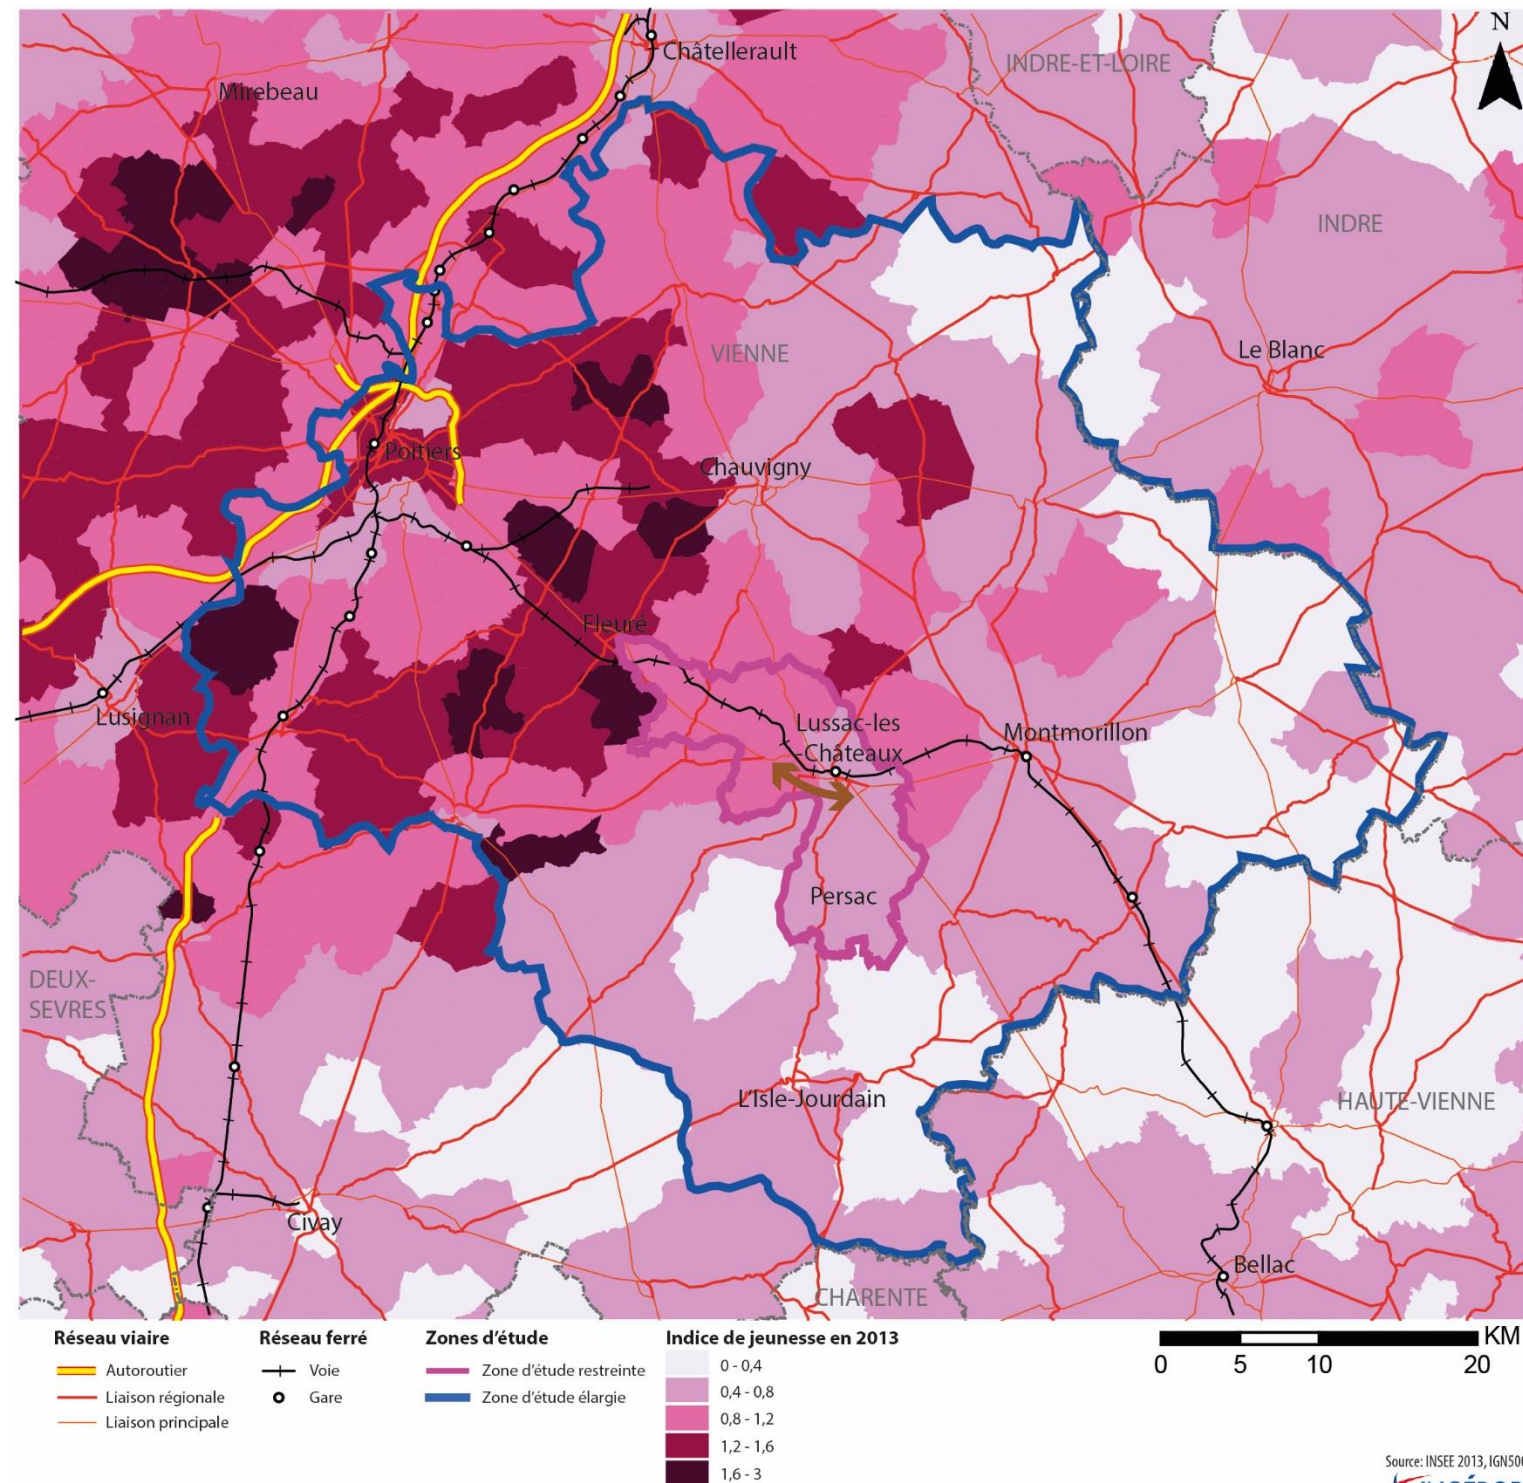 N
Châtellerault
INDRE-ET-LOIRE
Mirebeau
INDRE
VIENNE
Le Blanc
Poitiers
Chauvigny
Fleuré
Lusignan
Lussac-les
-Châteaux
Montmorillon
Persac
DEUX-
SEVRES
L'Isle-Jourdain
HAUTE-VIENNE
Civay
Bellac
CHARENTE
Réseau viaire
Autoroutier
Liaison régionale
Liaison principale
Réseau ferré
Voie
Gare
Zones d'étude
Zone d'étude restreinte
Zone d'étude élargie
Indice de jeunesse en 2013
0 - 0,4
0,4 - 0,8
0,8 - 1,2
1,2 - 1,6
1,6 - 3
KM
0 5 10 20
Source: INSEE 2013, IGN500